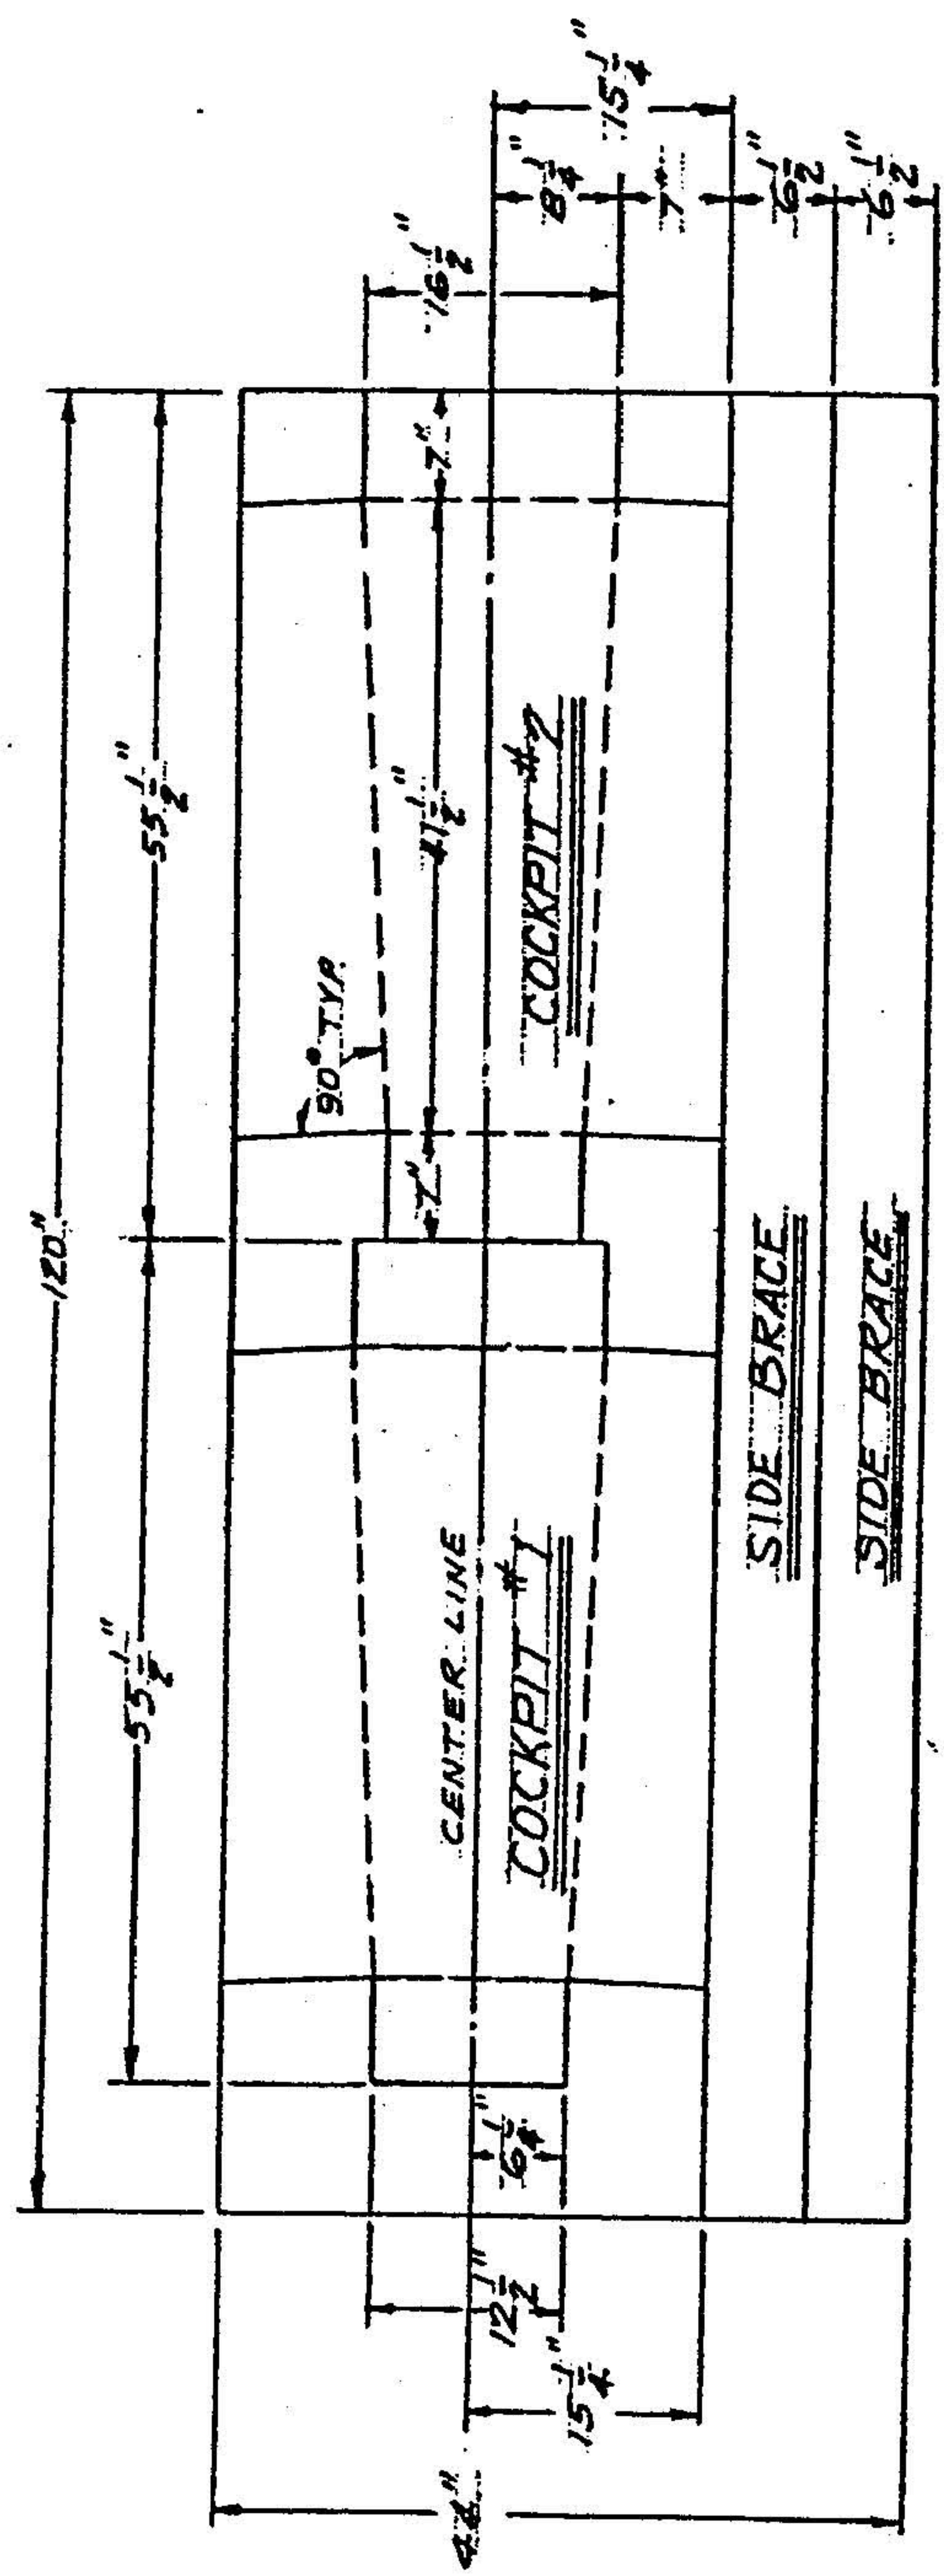 120"
55 1/2"
55 1/2"
16 1/2"
8 1/4"
15 1/4"
7"
6 1/2"
6 1/2"
7"
41 1/2"
90° TYP.
7"
COCKPIT #2
CENTER LINE
COCKPIT #1
SIDE BRACE
SIDE BRACE
6 1/4"
12 1/2"
15 1/4"